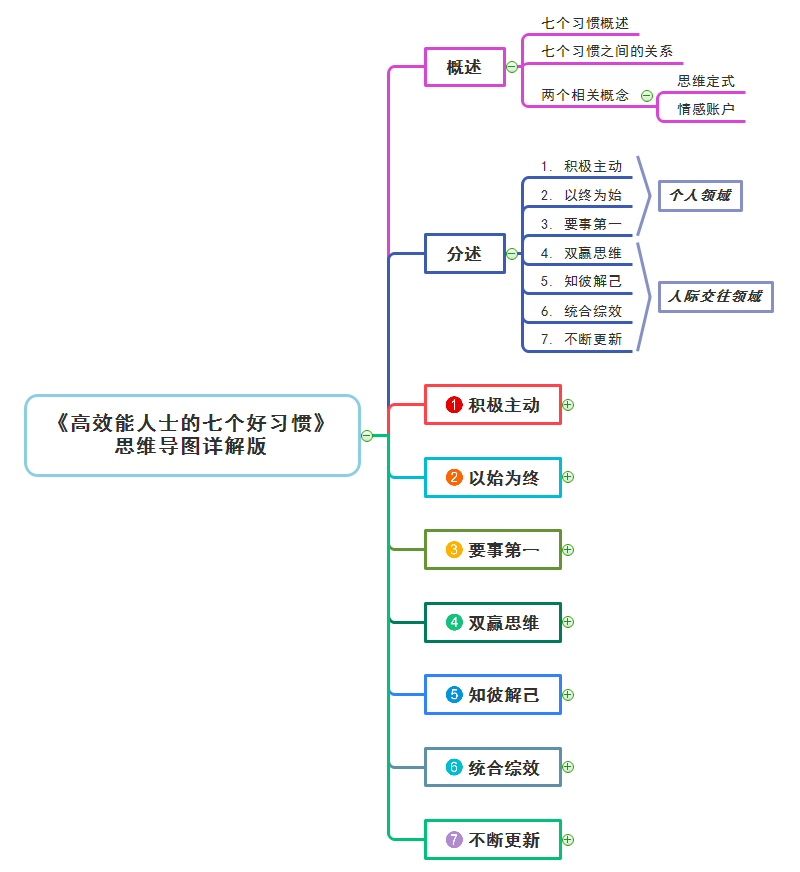 《高效能人士的七个好习惯》
思维导图详解版
概述
七个习惯概述
七个习惯之间的关系
两个相关概念
思维定式
情感账户
分述
1. 积极主动
2. 以终为始
3. 要事第一
4. 双赢思维
5. 知彼解己
6. 统合综效
7. 不断更新
个人领域
人际交往领域
1 积极主动
2 以始为终
3 要事第一
4 双赢思维
5 知彼解己
6 统合综效
7 不断更新